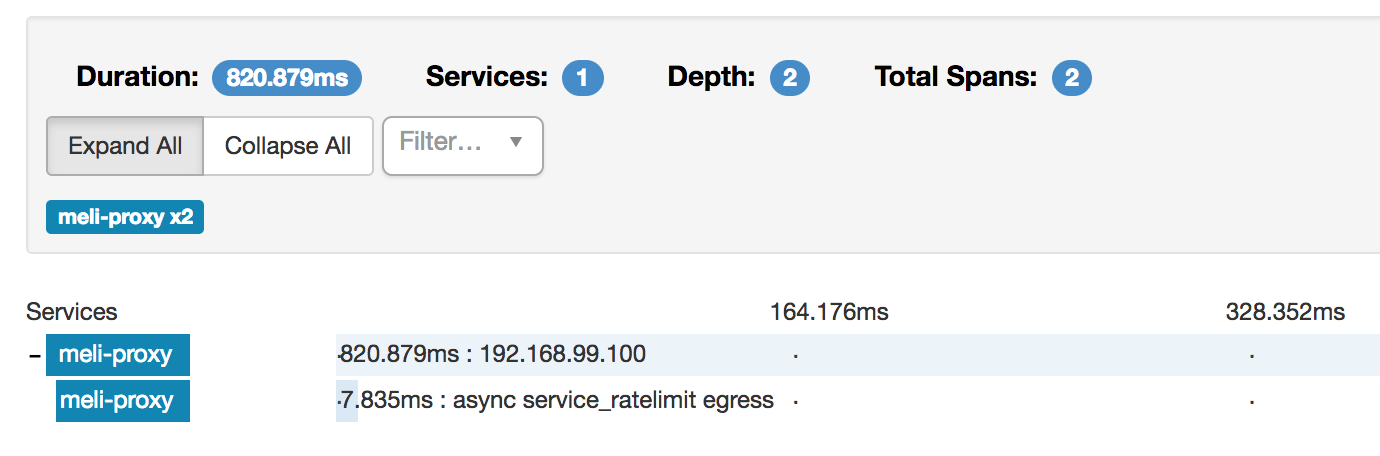 Duration: 820.879ms Services: 1 Depth: 2 Total Spans: 2
Expand All Collapse All Filter...
meli-proxy x2
Services 164.176ms 328.352ms
– meli-proxy ·820.879ms : 192.168.99.100 · ·
meli-proxy ·7.835ms : async service_ratelimit egress · ·